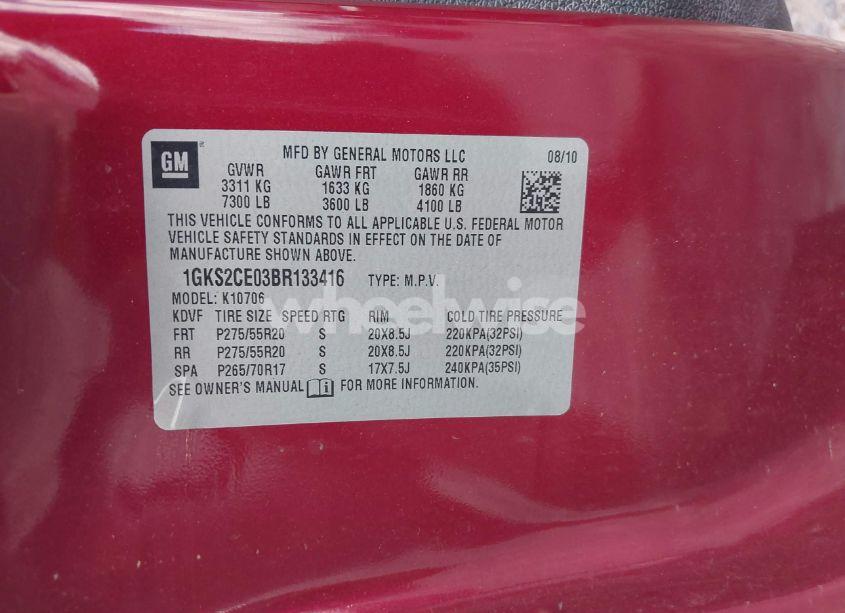 GM
MFD BY GENERAL MOTORS LLC 08/10
GVWR GAWR FRT GAWR RR
3311 KG 1633 KG 1860 KG
7300 LB 3600 LB 4100 LB
THIS VEHICLE CONFORMS TO ALL APPLICABLE U.S. FEDERAL MOTOR
VEHICLE SAFETY STANDARDS IN EFFECT ON THE DATE OF
MANUFACTURE SHOWN ABOVE.
1GKS2CE03BR133416 TYPE: M.P.V.
MODEL: K10706
KDVF TIRE SIZE SPEED RTG RIM COLD TIRE PRESSURE
FRT P275/55R20 S 20X8.5J 220KPA(32PSI)
RR P275/55R20 S 20X8.5J 220KPA(32PSI)
SPA P265/70R17 S 17X7.5J 240KPA(35PSI)
SEE OWNER'S MANUAL i FOR MORE INFORMATION.
wheelwise